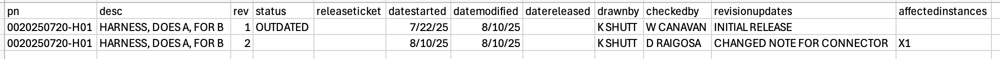 pn desc rev status releaseticket datestarted datemodified datereleased drawnby checkedby revisionupdates affectedinstances
0020250720-H01 HARNESS, DOES A, FOR B 1 OUTDATED 7/22/25 8/10/25 K SHUTT W CANAVAN INITIAL RELEASE
0020250720-H01 HARNESS, DOES A, FOR B 2 8/10/25 8/10/25 K SHUTT D RAIGOSA CHANGED NOTE FOR CONNECTOR X1